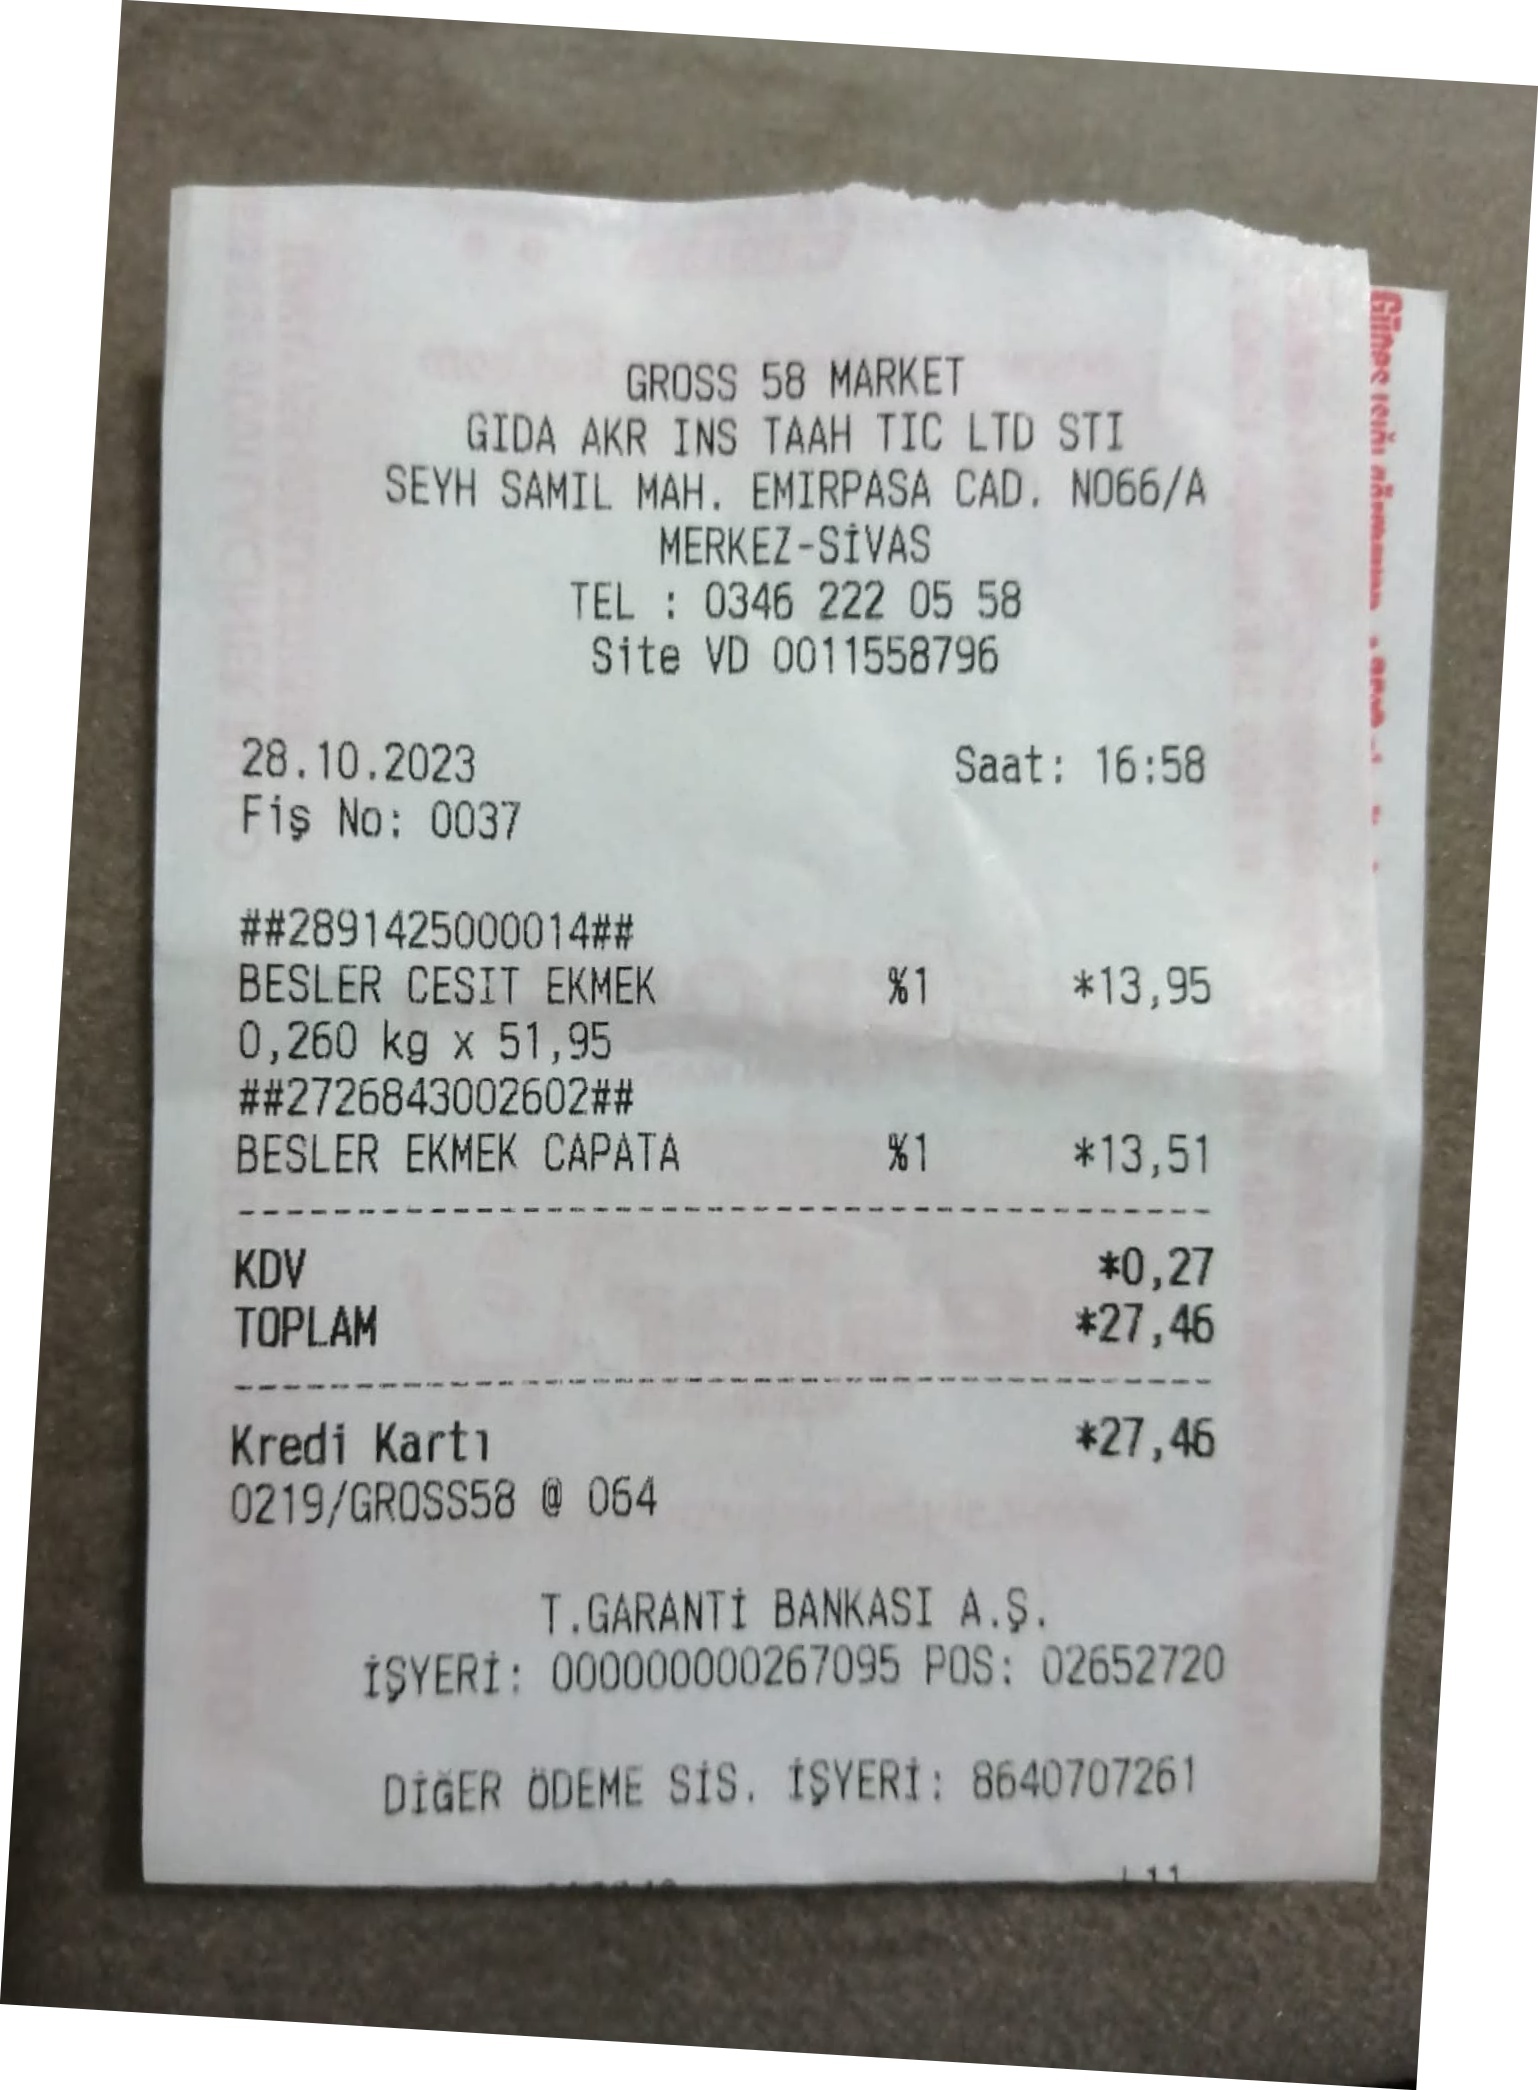 GROSS 58 MARKET
GIDA AKR INS TAAH TIC LTD STI
SEYH SAMIL MAH. EMIRPASA CAD. NO66/A
MERKEZ-SİVAS
TEL : 0346 222 05 58
Site VD 0011558796
28.10.2023 Saat: 16:58
Fiş No: 0037
##2891425000014##
BESLER CESIT EKMEK %1 *13,95
0,260 kg x 51,95
##2726843002602##
BESLER EKMEK CAPATA %1 *13,51
KDV *0,27
TOPLAM *27,46
Kredi Kartı *27,46
0219/GROSS58 @ 064
T.GARANTİ BANKASI A.Ş.
İŞYERİ: 000000000267095 POS: 02652720
DİĞER ÖDEME SİS. İŞYERİ: 8640707261